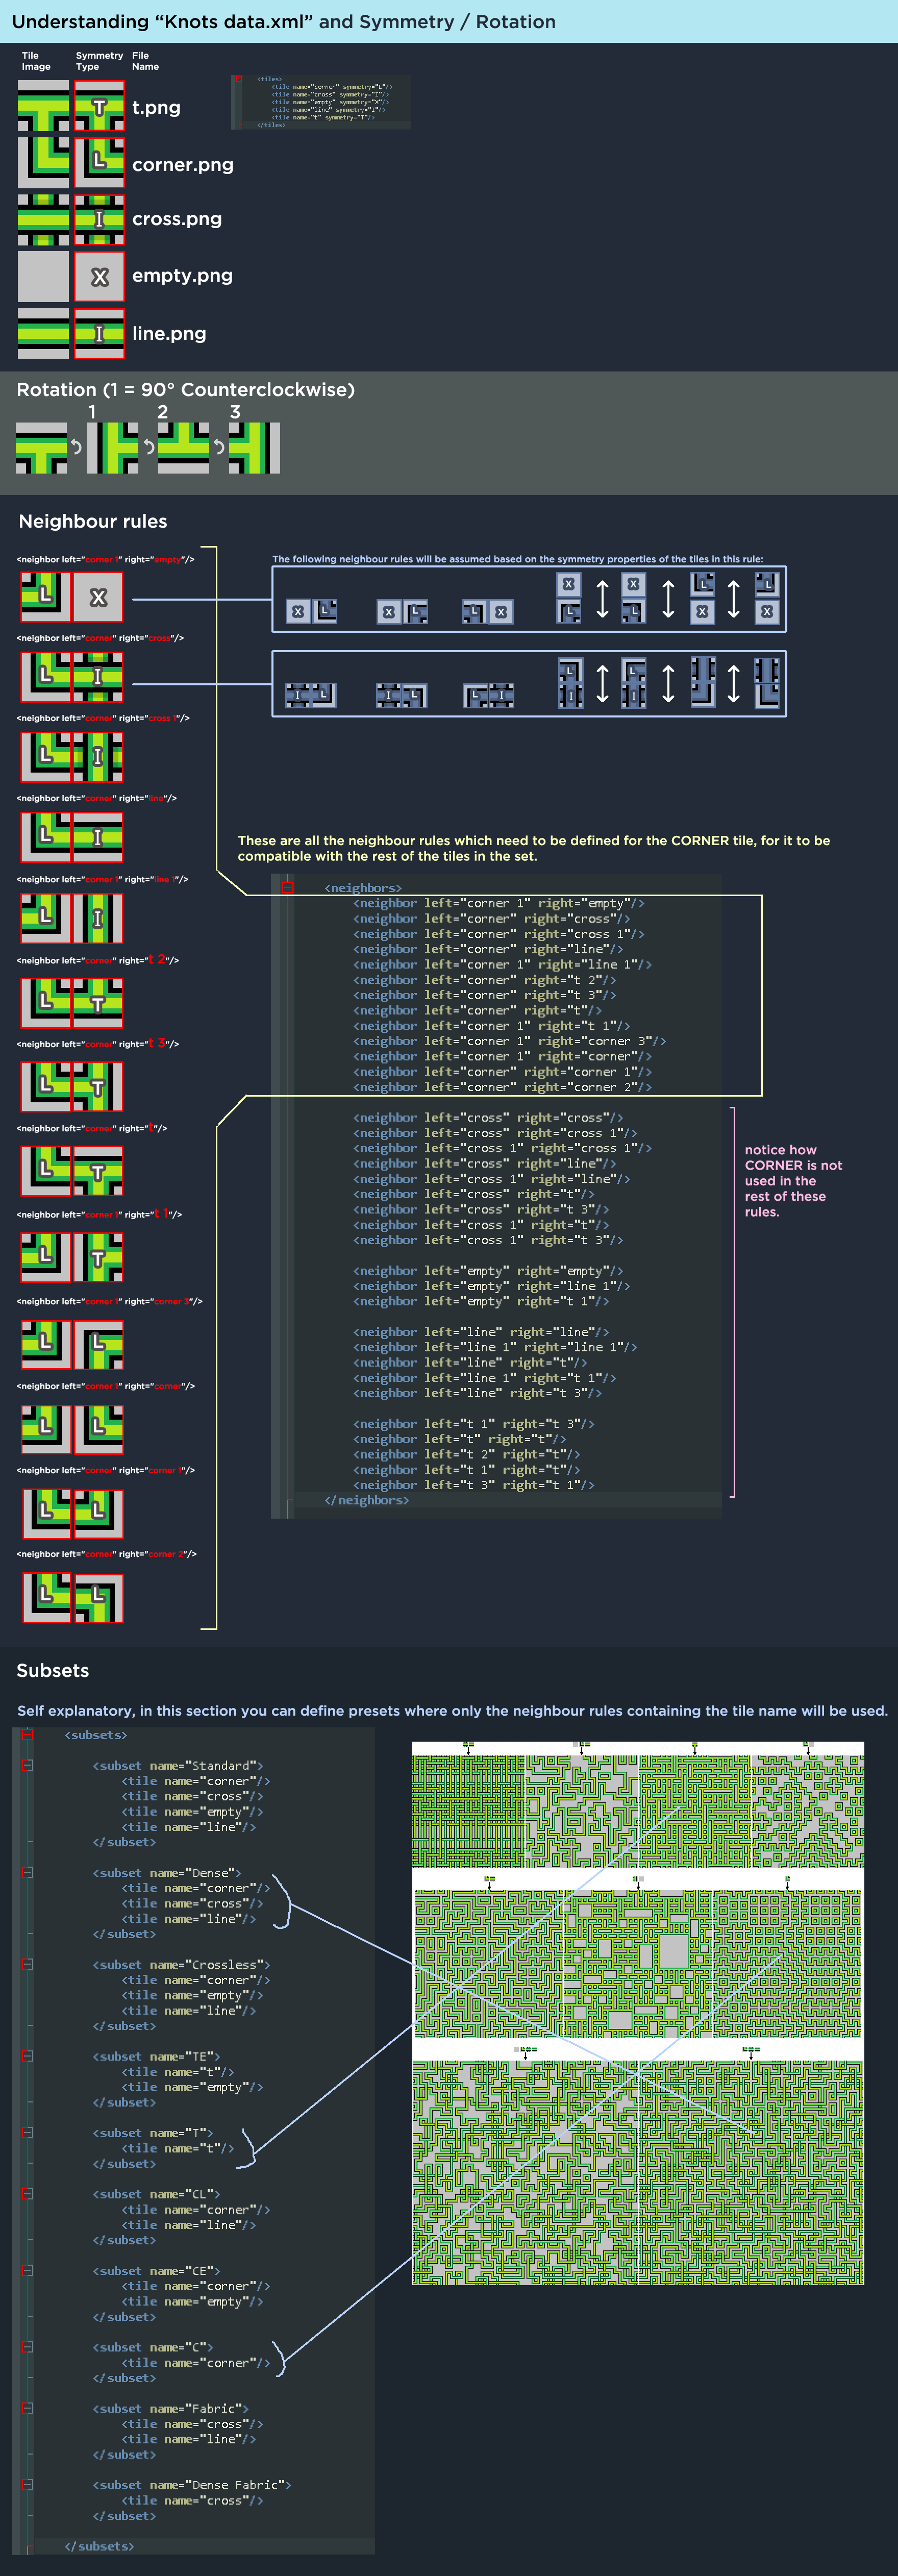 Understanding “Knots data.xml” and Symmetry / Rotation
Tile Image
Symmetry Type
File Name
<tiles>
<tile name="corner" symmetry="L"/>
<tile name="cross" symmetry="I"/>
<tile name="empty" symmetry="X"/>
<tile name="line" symmetry="I"/>
<tile name="t" symmetry="T"/>
</tiles>
T
t.png
L
corner.png
I
cross.png
X
empty.png
I
line.png
Rotation (1 = 90° Counterclockwise)
1 2 3
Neighbour rules
<neighbor left="corner 1" right="empty"/>
L X
The following neighbour rules will be assumed based on the symmetry properties of the tiles in this rule:
<neighbor left="corner" right="cross"/>
L I
<neighbor left="corner" right="cross 1"/>
L I
<neighbor left="corner" right="line"/>
L I
<neighbor left="corner 1" right="line 1"/>
L I
<neighbor left="corner" right="t 2"/>
L T
<neighbor left="corner" right="t 3"/>
L T
<neighbor left="corner" right="t"/>
L T
<neighbor left="corner 1" right="t 1"/>
L T
<neighbor left="corner 1" right="corner 3"/>
L L
<neighbor left="corner 1" right="corner"/>
L L
<neighbor left="corner" right="corner 1"/>
L L
<neighbor left="corner" right="corner 2"/>
L L
These are all the neighbour rules which need to be defined for the CORNER tile, for it to be
compatible with the rest of the tiles in the set.
<neighbors>
<neighbor left="corner 1" right="empty"/>
<neighbor left="corner" right="cross"/>
<neighbor left="corner" right="cross 1"/>
<neighbor left="corner" right="line"/>
<neighbor left="corner 1" right="line 1"/>
<neighbor left="corner" right="t 2"/>
<neighbor left="corner" right="t 3"/>
<neighbor left="corner" right="t"/>
<neighbor left="corner 1" right="t 1"/>
<neighbor left="corner 1" right="corner 3"/>
<neighbor left="corner 1" right="corner"/>
<neighbor left="corner" right="corner 1"/>
<neighbor left="corner" right="corner 2"/>
<neighbor left="cross" right="cross"/>
<neighbor left="cross" right="cross 1"/>
<neighbor left="cross 1" right="cross 1"/>
<neighbor left="cross" right="line"/>
<neighbor left="cross 1" right="line"/>
<neighbor left="cross" right="t"/>
<neighbor left="cross" right="t 3"/>
<neighbor left="cross 1" right="t"/>
<neighbor left="cross 1" right="t 3"/>
<neighbor left="empty" right="empty"/>
<neighbor left="empty" right="line 1"/>
<neighbor left="empty" right="t 1"/>
<neighbor left="line" right="line"/>
<neighbor left="line 1" right="line 1"/>
<neighbor left="line" right="t"/>
<neighbor left="line 1" right="t 1"/>
<neighbor left="line" right="t 3"/>
<neighbor left="t 1" right="t 3"/>
<neighbor left="t" right="t"/>
<neighbor left="t 2" right="t"/>
<neighbor left="t 1" right="t"/>
<neighbor left="t 3" right="t 1"/>
</neighbors>
notice how
CORNER is not
used in the
rest of these
rules.
Subsets
Self explanatory, in this section you can define presets where only the neighbour rules containing the tile name will be used.
<subsets>
<subset name="Standard">
<tile name="corner"/>
<tile name="cross"/>
<tile name="empty"/>
<tile name="line"/>
</subset>
<subset name="Dense">
<tile name="corner"/>
<tile name="cross"/>
<tile name="line"/>
</subset>
<subset name="Crossless">
<tile name="corner"/>
<tile name="empty"/>
<tile name="line"/>
</subset>
<subset name="TE">
<tile name="t"/>
<tile name="empty"/>
</subset>
<subset name="T">
<tile name="t"/>
</subset>
<subset name="CL">
<tile name="corner"/>
<tile name="line"/>
</subset>
<subset name="CE">
<tile name="corner"/>
<tile name="empty"/>
</subset>
<subset name="C">
<tile name="corner"/>
</subset>
<subset name="Fabric">
<tile name="cross"/>
<tile name="line"/>
</subset>
<subset name="Dense Fabric">
<tile name="cross"/>
</subset>
</subsets>